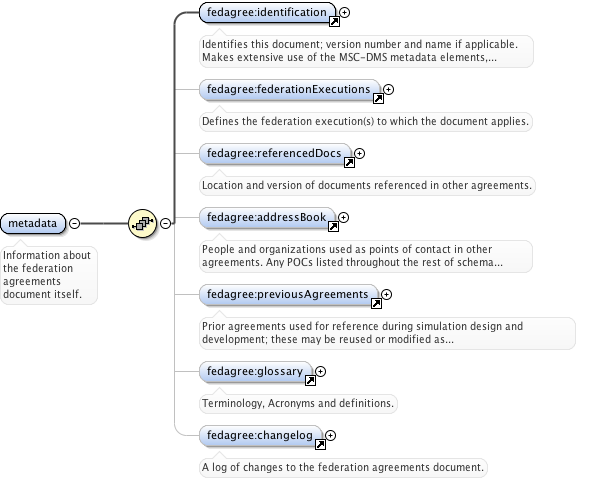 fedagree:identification
Identifies this document; version number and name if applicable.
Makes extensive use of the MSC-DMS metadata elements,...
fedagree:federationExecutions
Defines the federation execution(s) to which the document applies.
fedagree:referencedDocs
Location and version of documents referenced in other agreements.
metadata
Information about
the federation
agreements
document itself.
fedagree:addressBook
People and organizations used as points of contact in other
agreements. Any POCs listed throughout the rest of schema...
fedagree:previousAgreements
Prior agreements used for reference during simulation design and
development; these may be reused or modified as...
fedagree:glossary
Terminology, Acronyms and definitions.
fedagree:changelog
A log of changes to the federation agreements document.